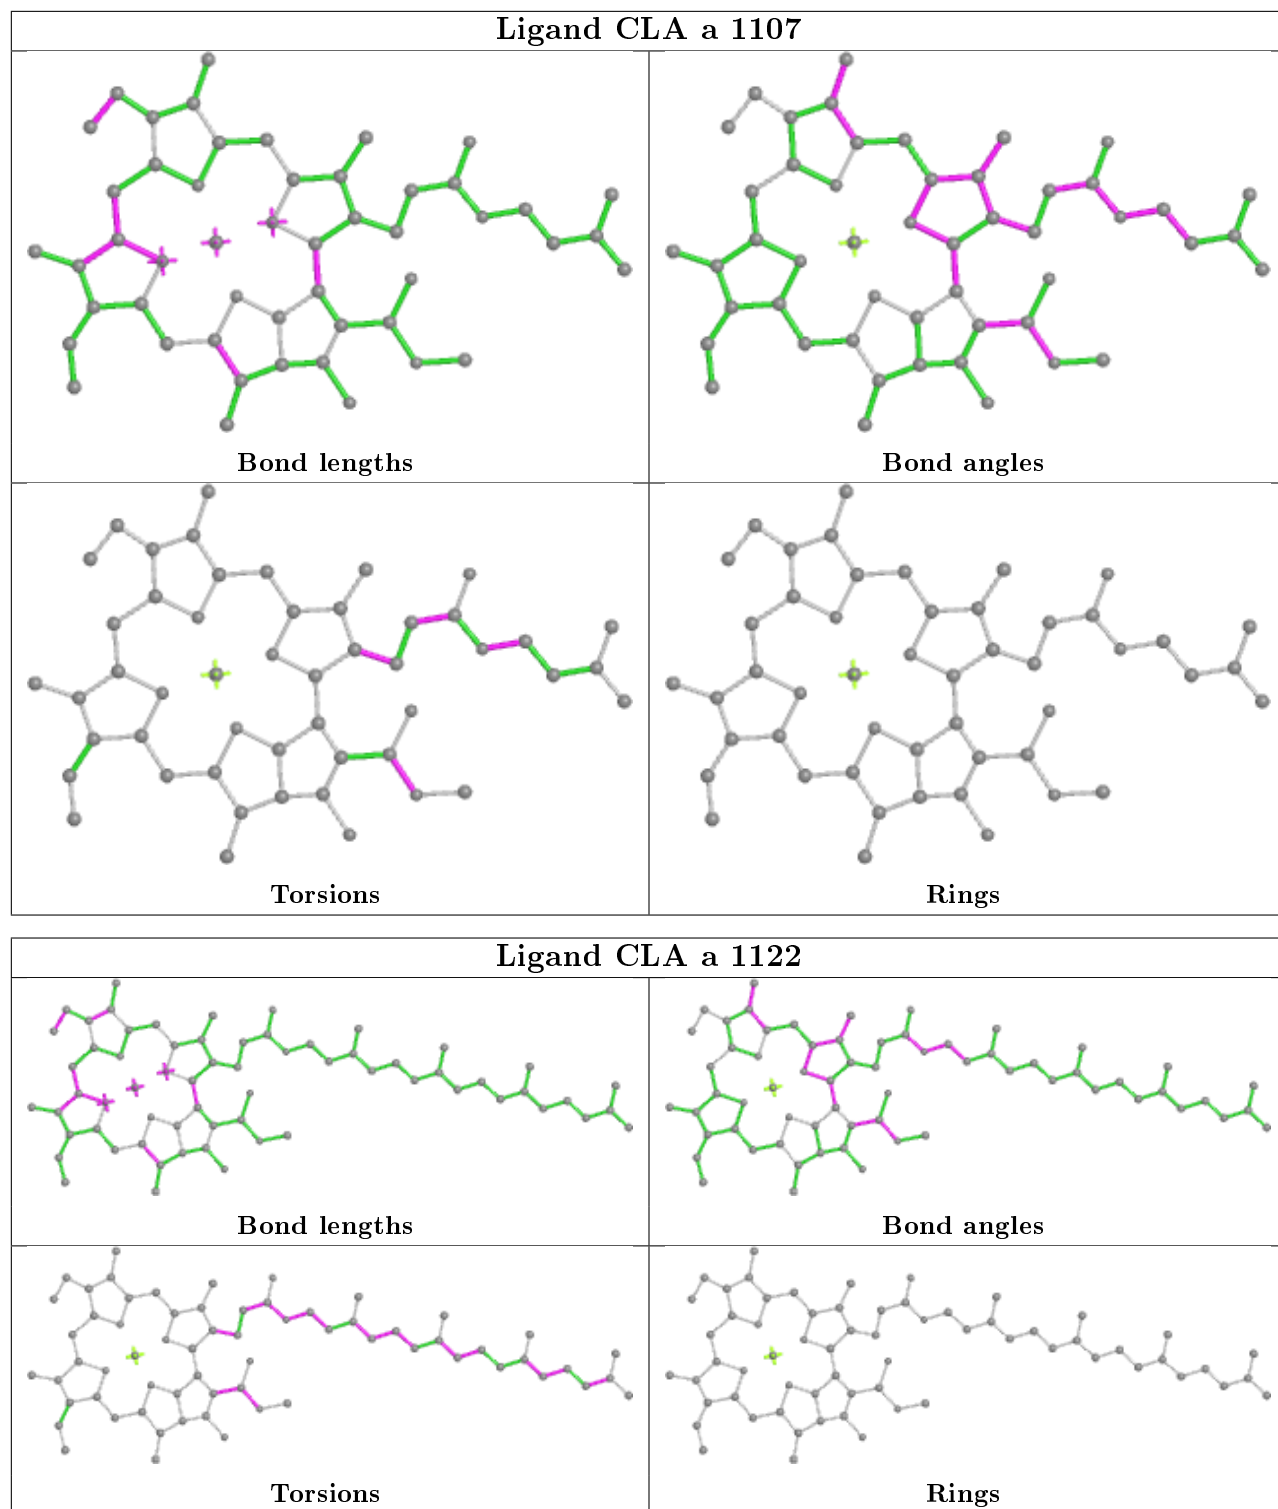 Ligand CLA a 1107
Bond lengths
Bond angles
Torsions
Rings
Ligand CLA a 1122
Bond lengths
Bond angles
Torsions
Rings